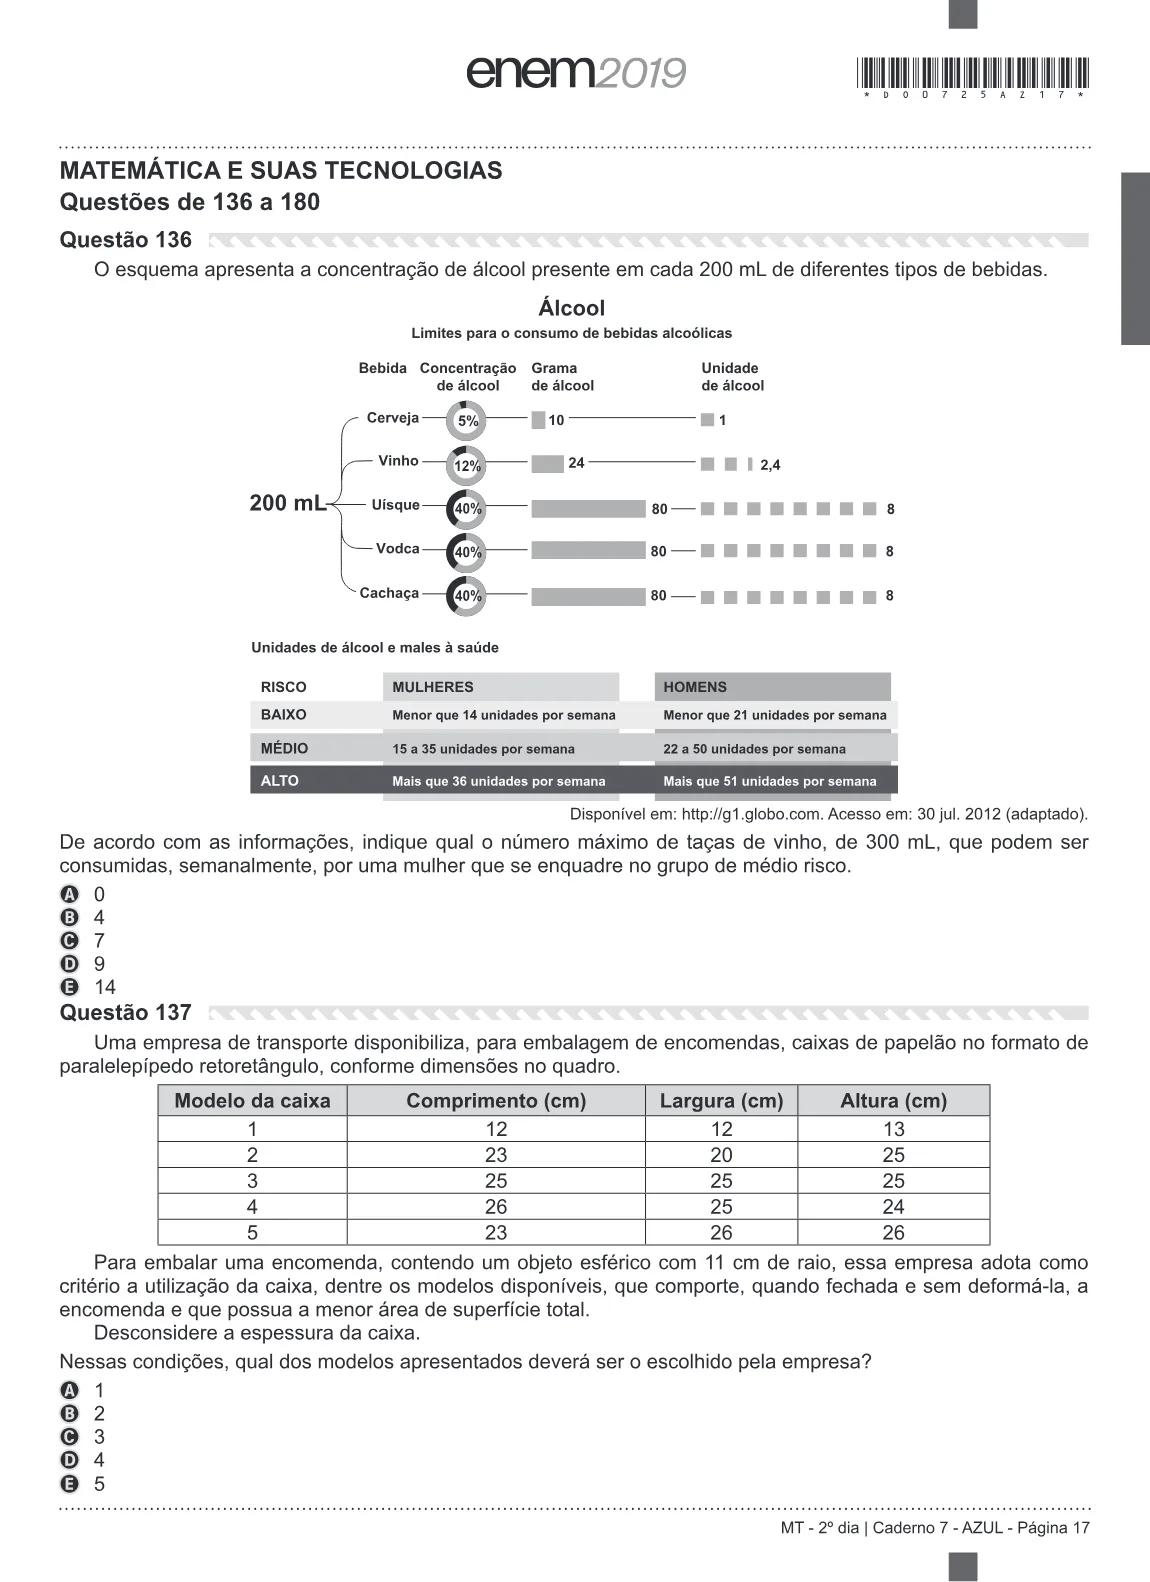 enem2019
*D0725AZ17*
MATEMÁTICA E SUAS TECNOLOGIAS
Questões de 136 a 180
Questão 136
O esquema apresenta a concentração de álcool presente em cada 200 mL de diferentes tipos de bebidas.
Álcool
Limites para o consumo de bebidas alcoólicas
Bebida Concentração de álcool Grama de álcool Unidade de álcool
200 mL
Cerveja 5% 10 1
Vinho 12% 24 2,4
Uísque 40% 80 8
Vodca 40% 80 8
Cachaça 40% 80 8
Unidades de álcool e males à saúde
RISCO MULHERES HOMENS
BAIXO Menor que 14 unidades por semana Menor que 21 unidades por semana
MÉDIO 15 a 35 unidades por semana 22 a 50 unidades por semana
ALTO Mais que 36 unidades por semana Mais que 51 unidades por semana
Disponível em: http://g1.globo.com. Acesso em: 30 jul. 2012 (adaptado).
De acordo com as informações, indique qual o número máximo de taças de vinho, de 300 mL, que podem ser
consumidas, semanalmente, por uma mulher que se enquadre no grupo de médio risco.
A 0
B 4
C 7
D 9
E 14
Questão 137
Uma empresa de transporte disponibiliza, para embalagem de encomendas, caixas de papelão no formato de
paralelepípedo retoretângulo, conforme dimensões no quadro.
Modelo da caixa Comprimento (cm) Largura (cm) Altura (cm)
1 12 12 13
2 23 20 25
3 25 25 25
4 26 25 24
5 23 26 26
Para embalar uma encomenda, contendo um objeto esférico com 11 cm de raio, essa empresa adota como
critério a utilização da caixa, dentre os modelos disponíveis, que comporte, quando fechada e sem deformá-la, a
encomenda e que possua a menor área de superfície total.
Desconsidere a espessura da caixa.
Nessas condições, qual dos modelos apresentados deverá ser o escolhido pela empresa?
A 1
B 2
C 3
D 4
E 5
MT - 2º dia | Caderno 7 - AZUL - Página 17